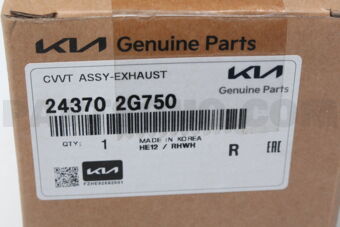 KIA Genuine Parts
CVVT ASSY-EXHAUST
24370 2G750
KIA
Genuine Parts
QTY: 1
MADE IN KOREA
HE12 / RHWH
R
EAC
KIA